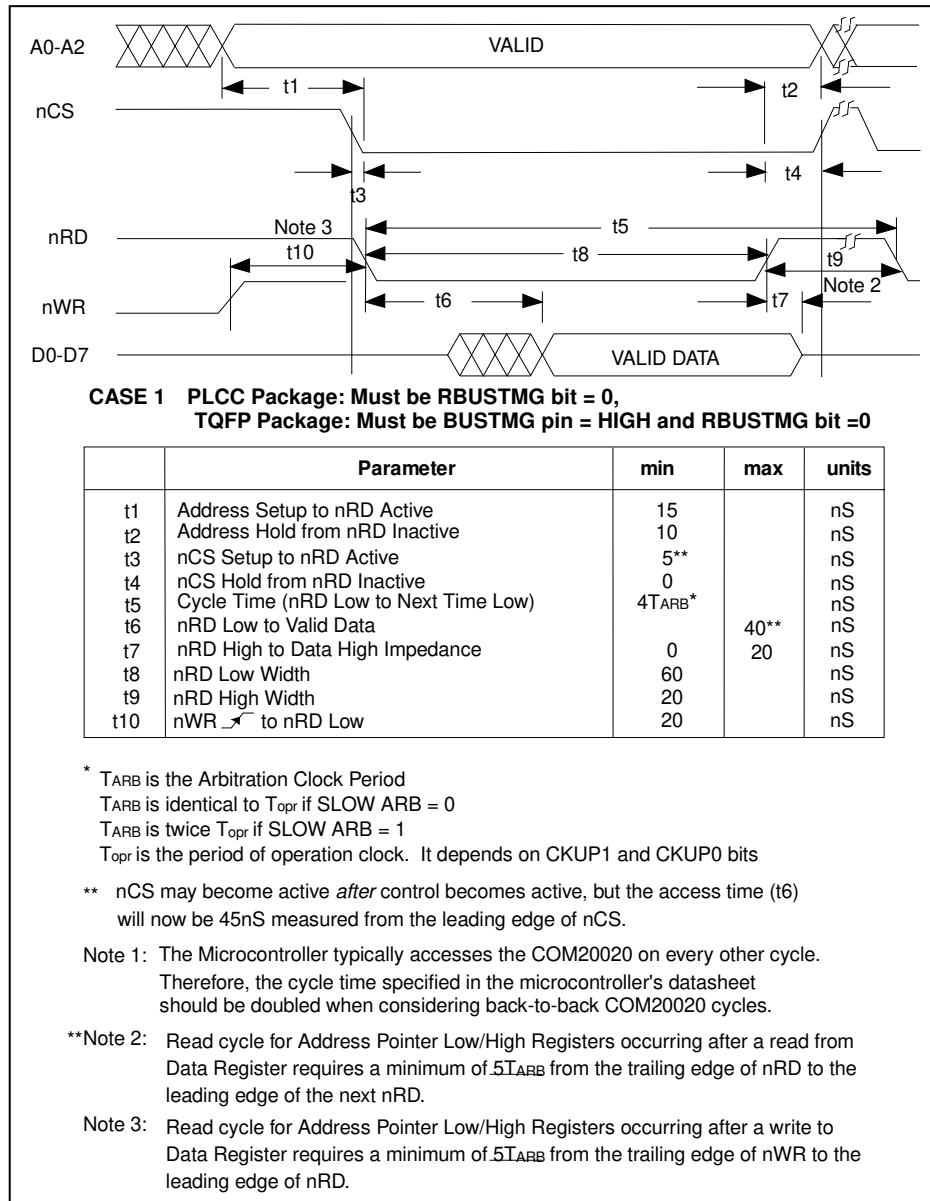 A0-A2
VALID
t1
t2
nCS
t3
t4
nRD
Note 3
t5
t10
t8
t9
nWR
Note 2
t6
t7
D0-D7
VALID DATA
CASE 1 PLCC Package: Must be RBUSTMG bit = 0,
TQFP Package: Must be BUSTMG pin = HIGH and RBUSTMG bit =0
Parameter min max units
t1 Address Setup to nRD Active 15 nS
t2 Address Hold from nRD Inactive 10 nS
t3 nCS Setup to nRD Active 5** nS
t4 nCS Hold from nRD Inactive 0 nS
t5 Cycle Time (nRD Low to Next Time Low) 4TARB* nS
t6 nRD Low to Valid Data 40** nS
t7 nRD High to Data High Impedance 0 20 nS
t8 nRD Low Width 60 nS
t9 nRD High Width 20 nS
t10 nWR to nRD Low 20 nS
* TARB is the Arbitration Clock Period
TARB is identical to Topr if SLOW ARB = 0
TARB is twice Topr if SLOW ARB = 1
Topr is the period of operation clock. It depends on CKUP1 and CKUP0 bits
** nCS may become active after control becomes active, but the access time (t6)
will now be 45nS measured from the leading edge of nCS.
Note 1: The Microcontroller typically accesses the COM20020 on every other cycle.
Therefore, the cycle time specified in the microcontroller's datasheet
should be doubled when considering back-to-back COM20020 cycles.
**Note 2: Read cycle for Address Pointer Low/High Registers occurring after a read from
Data Register requires a minimum of 5TARB from the trailing edge of nRD to the
leading edge of the next nRD.
Note 3: Read cycle for Address Pointer Low/High Registers occurring after a write to
Data Register requires a minimum of 5TARB from the trailing edge of nWR to the
leading edge of nRD.